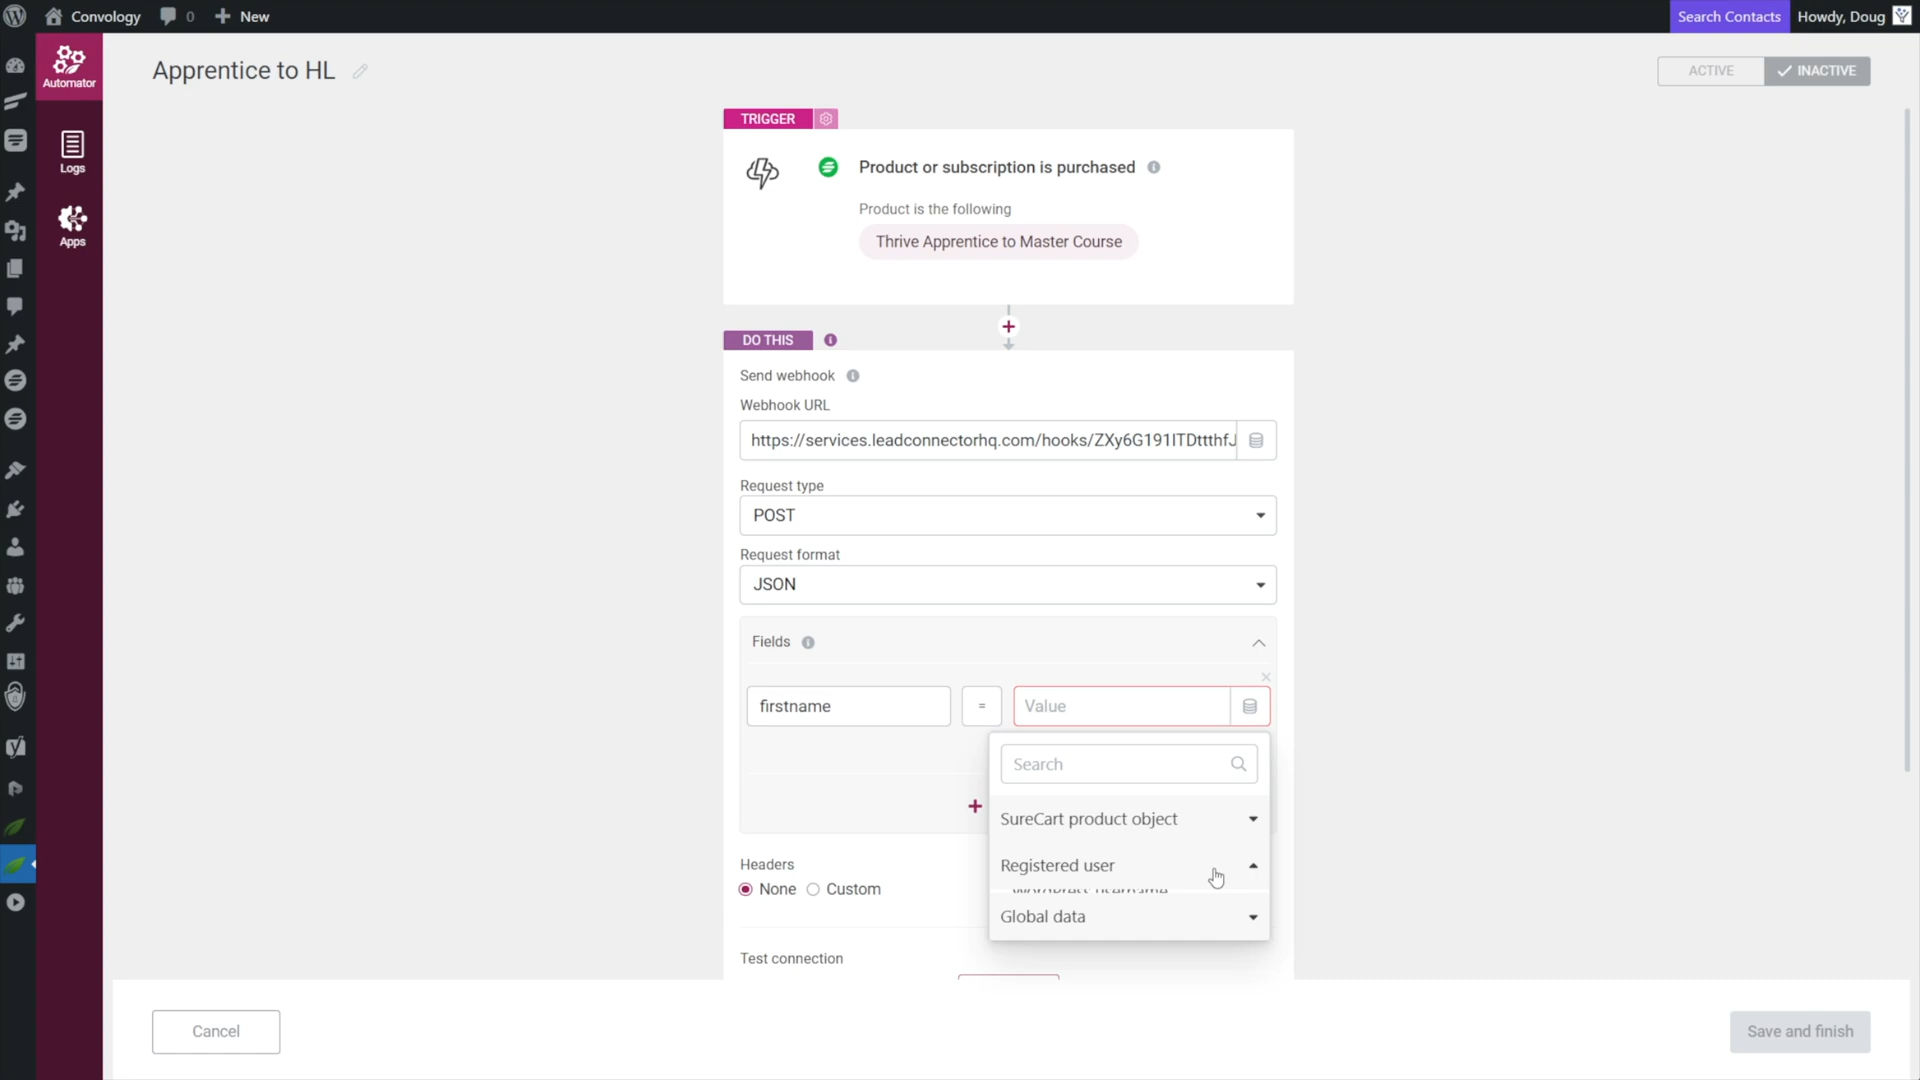 Convology
0
New
Search Contacts
Howdy, Doug
Automator
Logs
Apps
Apprentice to HL
ACTIVE
INACTIVE
TRIGGER
Product or subscription is purchased
Product is the following
Thrive Apprentice to Master Course
DO THIS
Send webhook
Webhook URL
https://services.leadconnectorhq.com/hooks/ZXy6G191ITDttthfJ
Request type
POST
Request format
JSON
Fields
firstname
=
Value
Search
SureCart product object
Registered user
WordPress username
Global data
Headers
None
Custom
Test connection
Cancel
Save and finish